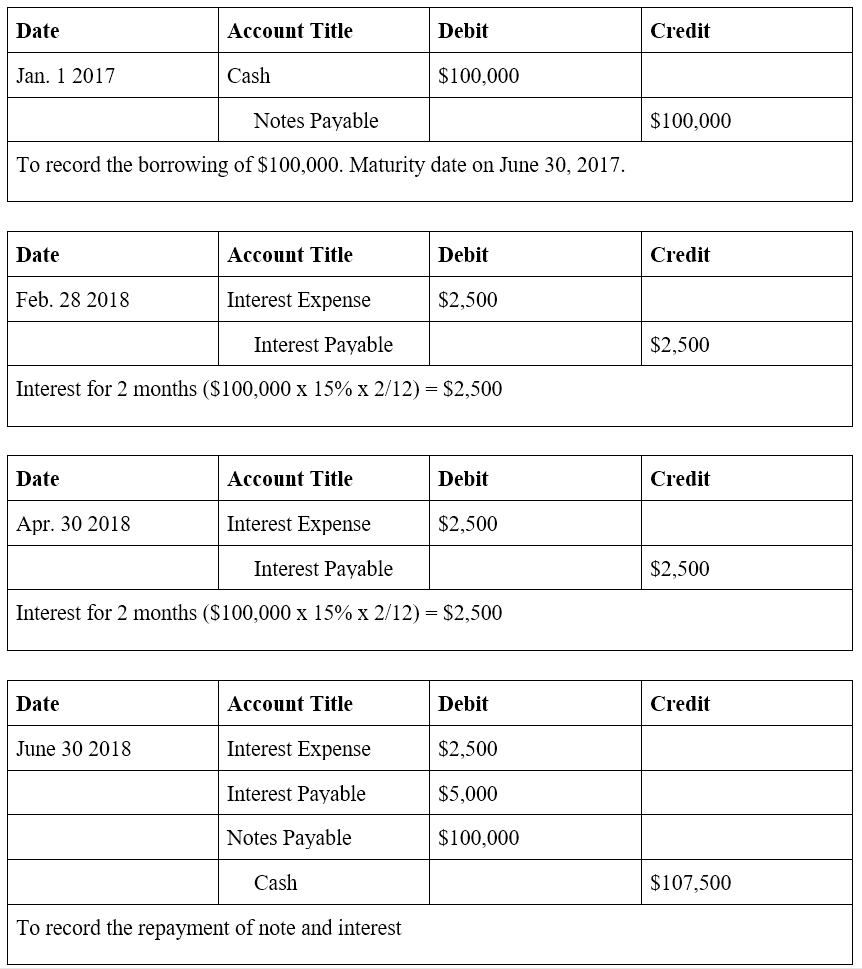 Date Account Title Debit Credit
Jan. 1 2017 Cash $100,000
Notes Payable $100,000
To record the borrowing of $100,000. Maturity date on June 30, 2017.
Date Account Title Debit Credit
Feb. 28 2018 Interest Expense $2,500
Interest Payable $2,500
Interest for 2 months ($100,000 x 15% x 2/12) = $2,500
Date Account Title Debit Credit
Apr. 30 2018 Interest Expense $2,500
Interest Payable $2,500
Interest for 2 months ($100,000 x 15% x 2/12) = $2,500
Date Account Title Debit Credit
June 30 2018 Interest Expense $2,500
Interest Payable $5,000
Notes Payable $100,000
Cash $107,500
To record the repayment of note and interest